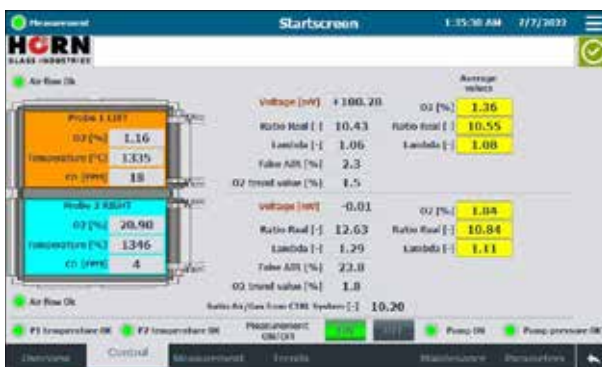 Measurement Startscreen 1:35:30 AM 7/7/2022
HORN
GLASS INDUSTRIES
Air flow Ok
Average values
Probe 1 LEFT
O2 [%] 1.16
Temperature [°C] 1335
CO [PPM] 18
Voltage [mV] +100.20
Ratio Real [-] 10.43
Lambda [-] 1.06
False AIR [%] 2.3
O2 trend value [%] 1.5
O2 [%] 1.36
Ratio Real [-] 10.55
Lambda [-] 1.08
Probe 2 RIGHT
O2 [%] 20.90
Temperature [°C] 1346
CO [PPM] 4
Voltage [mV] -0.01
Ratio Real [-] 12.63
Lambda [-] 1.29
False AIR [%] 22.8
O2 trend value [%] 1.8
O2 [%] 1.84
Ratio Real [-] 10.84
Lambda [-] 1.11
Air flow Ok
Ratio Air/Gas from CTRL System [-] 10.20
P1 temperature OK P2 temperature OK Measurement ON/OFF ON OFF Pump ON Pump pressure OK
Overview Control Measurement Trends Maintenance Parameters